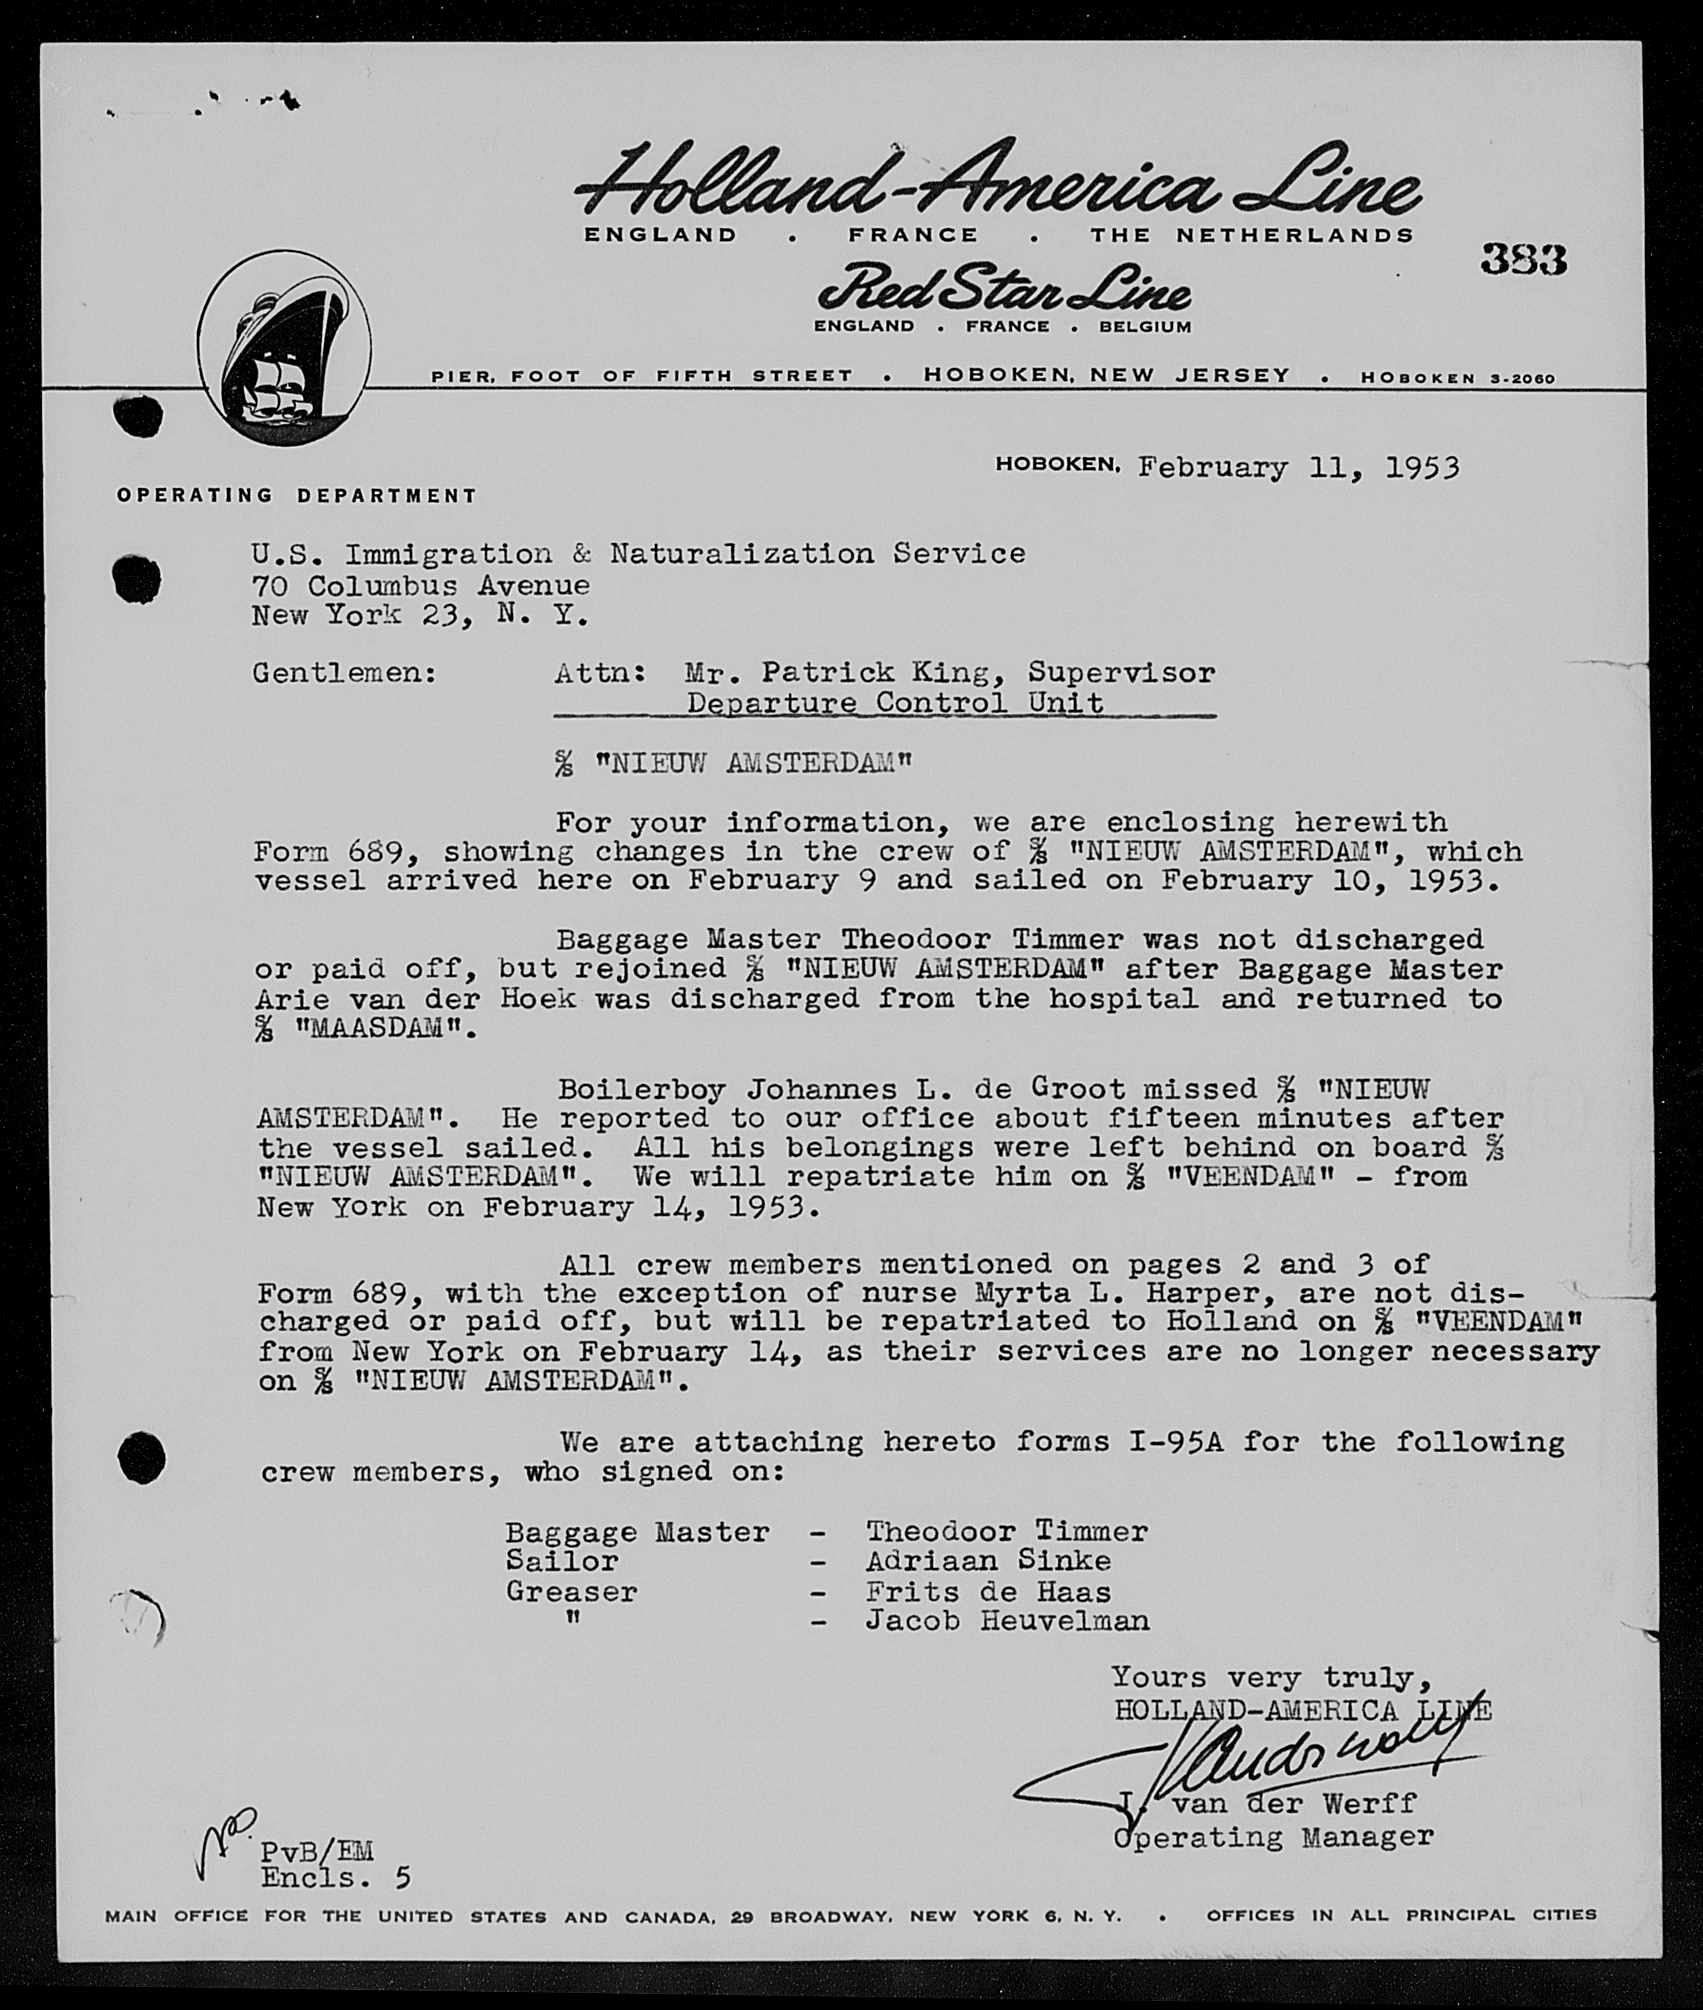 Holland-America Line
ENGLAND . FRANCE . THE NETHERLANDS
383
Red Star Line
ENGLAND . FRANCE . BELGIUM
PIER, FOOT OF FIFTH STREET . HOBOKEN, NEW JERSEY . HOBOKEN 3-2060
HOBOKEN, February 11, 1953
OPERATING DEPARTMENT
U.S. Immigration & Naturalization Service
70 Columbus Avenue
New York 23, N. Y.
Gentlemen: Attn: Mr. Patrick King, Supervisor
Departure Control Unit
S/S "NIEUW AMSTERDAM"
For your information, we are enclosing herewith
Form 689, showing changes in the crew of S/S "NIEUW AMSTERDAM", which
vessel arrived here on February 9 and sailed on February 10, 1953.
Baggage Master Theodoor Timmer was not discharged
or paid off, but rejoined S/S "NIEUW AMSTERDAM" after Baggage Master
Arie van der Hoek was discharged from the hospital and returned to
S/S "MAASDAM".
Boilerboy Johannes L. de Groot missed S/S "NIEUW
AMSTERDAM". He reported to our office about fifteen minutes after
the vessel sailed. All his belongings were left behind on board S/S
"NIEUW AMSTERDAM". We will repatriate him on S/S "VEENDAM" - from
New York on February 14, 1953.
All crew members mentioned on pages 2 and 3 of
Form 689, with the exception of nurse Myrta L. Harper, are not dis-
charged or paid off, but will be repatriated to Holland on S/S "VEENDAM"
from New York on February 14, as their services are no longer necessary
on S/S "NIEUW AMSTERDAM".
We are attaching hereto forms I-95A for the following
crew members, who signed on:
Baggage Master - Theodoor Timmer
Sailor - Adriaan Sinke
Greaser - Frits de Haas
" - Jacob Heuvelman
Yours very truly,
HOLLAND-AMERICA LINE
J. van der Werff
Operating Manager
PvB/EM
Encls. 5
MAIN OFFICE FOR THE UNITED STATES AND CANADA, 29 BROADWAY, NEW YORK 6, N. Y. . OFFICES IN ALL PRINCIPAL CITIES